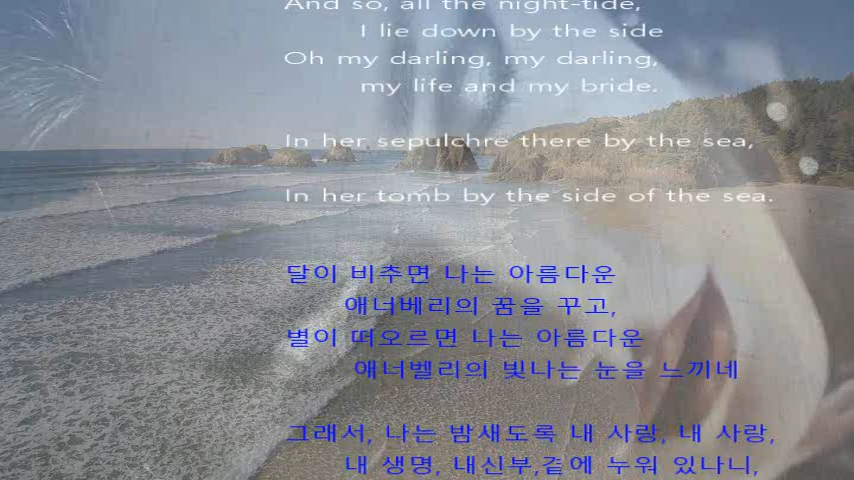 And so, all the night-tide,
I lie down by the side
Oh my darling, my darling,
my life and my bride.
In her sepulchre there by the sea,
In her tomb by the side of the sea.
달이 비추면 나는 아름다운
애너베리의 꿈을 꾸고,
별이 떠오르면 나는 아름다운
애너벨리의 빛나는 눈을 느끼네
그래서, 나는 밤새도록 내 사랑, 내 사랑,
내 생명, 내신부,곁에 누워 있나니,